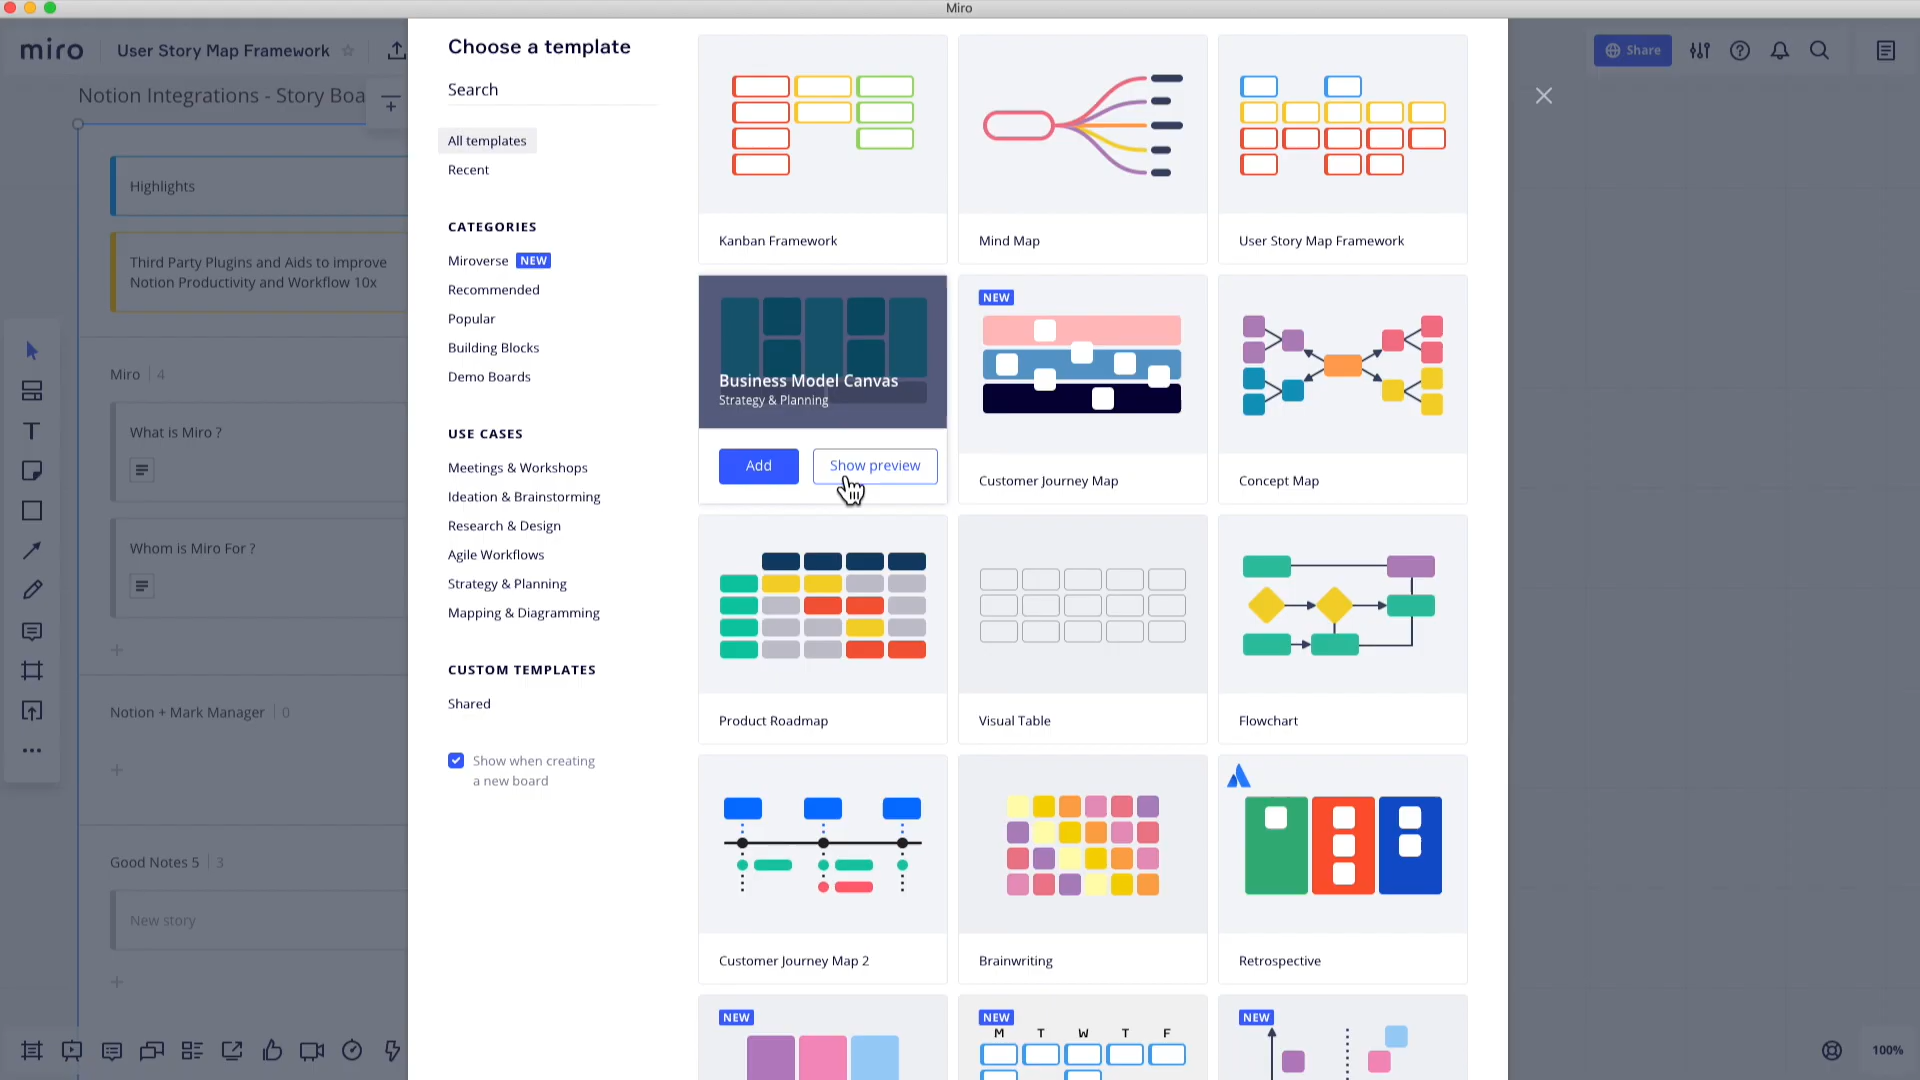 Miro
miro
User Story Map Framework
Share
Notion Integrations - Story Boa
Highlights
Third Party Plugins and Aids to improve
Notion Productivity and Workflow 10x
Miro 4
What is Miro ?
Whom is Miro For ?
Notion + Mark Manager 0
Good Notes 5 3
New story
Choose a template
Search
All templates
Recent
CATEGORIES
Miroverse NEW
Recommended
Popular
Building Blocks
Demo Boards
USE CASES
Meetings & Workshops
Ideation & Brainstorming
Research & Design
Agile Workflows
Strategy & Planning
Mapping & Diagramming
CUSTOM TEMPLATES
Shared
Show when creating
a new board
Kanban Framework
Mind Map
User Story Map Framework
Business Model Canvas
Strategy & Planning
Add
Show preview
NEW
Customer Journey Map
Concept Map
Product Roadmap
Visual Table
Flowchart
Customer Journey Map 2
Brainwriting
Retrospective
NEW
NEW
M T W T F
NEW
100%